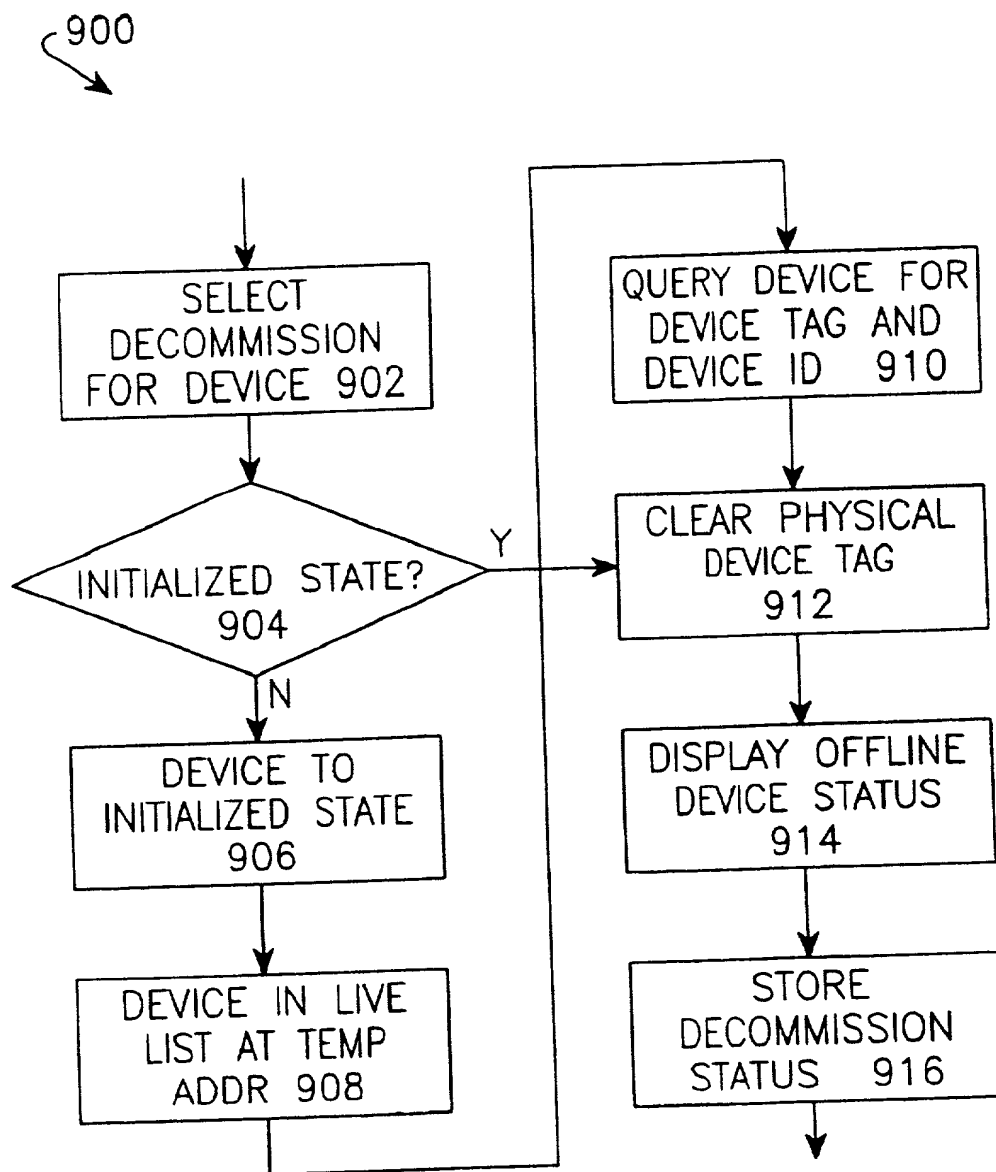 900
SELECT
DECOMMISSION
FOR DEVICE 902
INITIALIZED STATE?
904
Y
N
DEVICE TO
INITIALIZED STATE
906
DEVICE IN LIVE
LIST AT TEMP
ADDR 908
QUERY DEVICE FOR
DEVICE TAG AND
DEVICE ID 910
CLEAR PHYSICAL
DEVICE TAG
912
DISPLAY OFFLINE
DEVICE STATUS
914
STORE
DECOMMISSION
STATUS 916